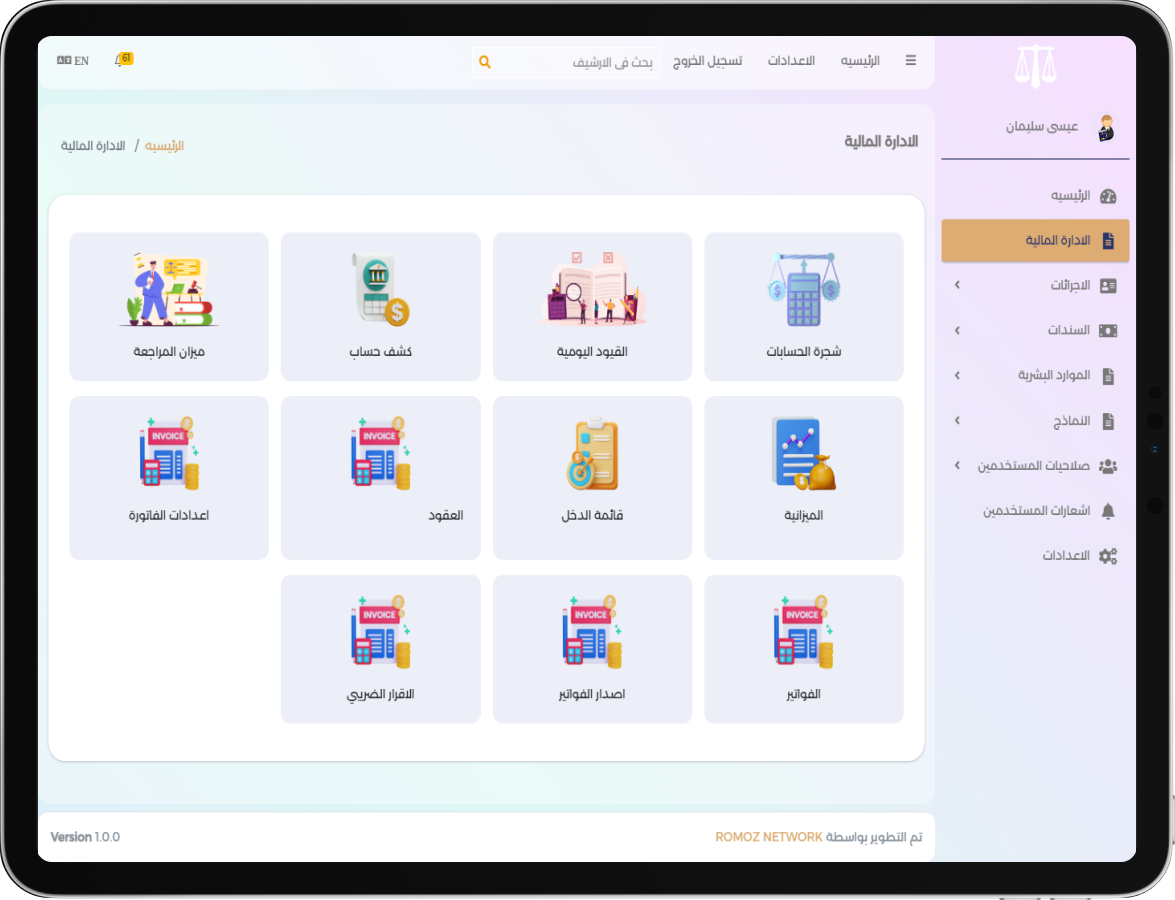 الرئيسيه
الاعدادات
تسجيل الخروج
بحث فى الارشيف
61
EN
عيسى سليمان
الرئيسيه
الادارة المالية
الاجرائات
السندات
الموارد البشرية
النماذج
صلاحيات المستخدمين
اشعارات المستخدمين
الاعدادات
الادارة المالية
الرئيسيه / الادارة المالية
شجرة الحسابات
القيود اليومية
كشف حساب
ميزان المراجعة
الميزانية
قائمة الدخل
INVOICE
العقود
INVOICE
اعدادات الفاتورة
INVOICE
الفواتير
INVOICE
اصدار الفواتير
INVOICE
الاقرار الضريبي
تم التطوير بواسطة ROMOZ NETWORK
Version 1.0.0